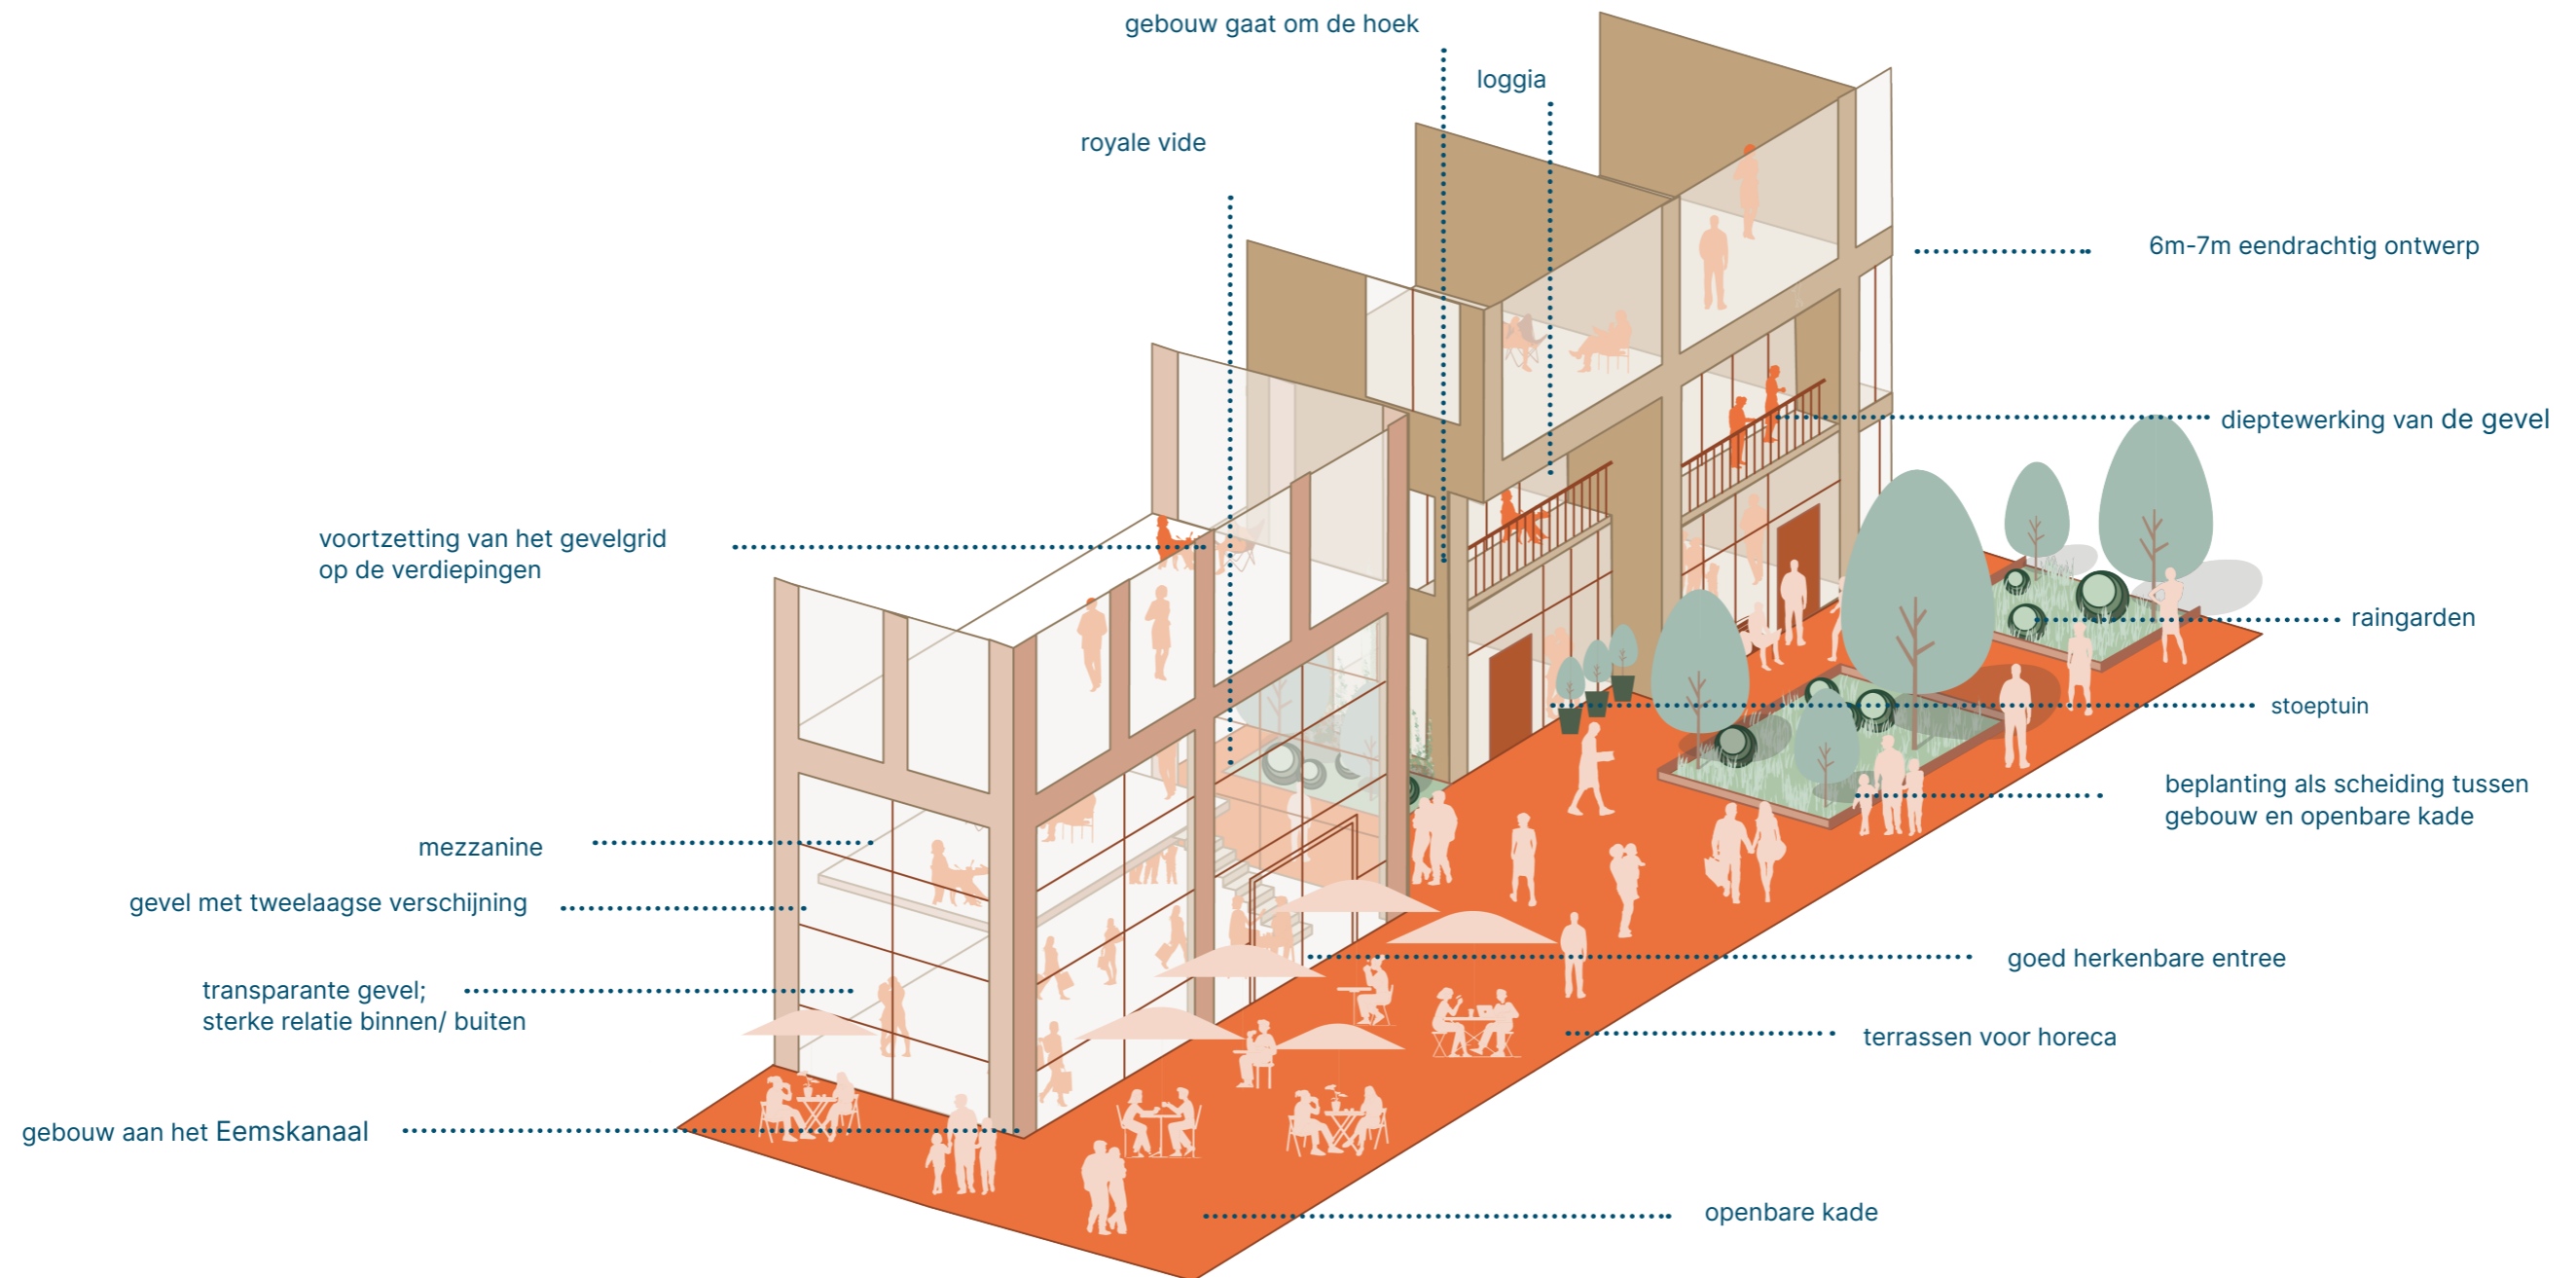 gebouw gaat om de hoek
loggia
royale vide
6m-7m eendrachtig ontwerp
dieptewerking van de gevel
voortzetting van het gevelgrid
op de verdiepingen
raingarden
stoeptuin
beplanting als scheiding tussen
gebouw en openbare kade
mezzanine
gevel met tweelaagse verschijning
goed herkenbare entree
transparante gevel;
sterke relatie binnen/ buiten
terrassen voor horeca
gebouw aan het Eemskanaal
openbare kade